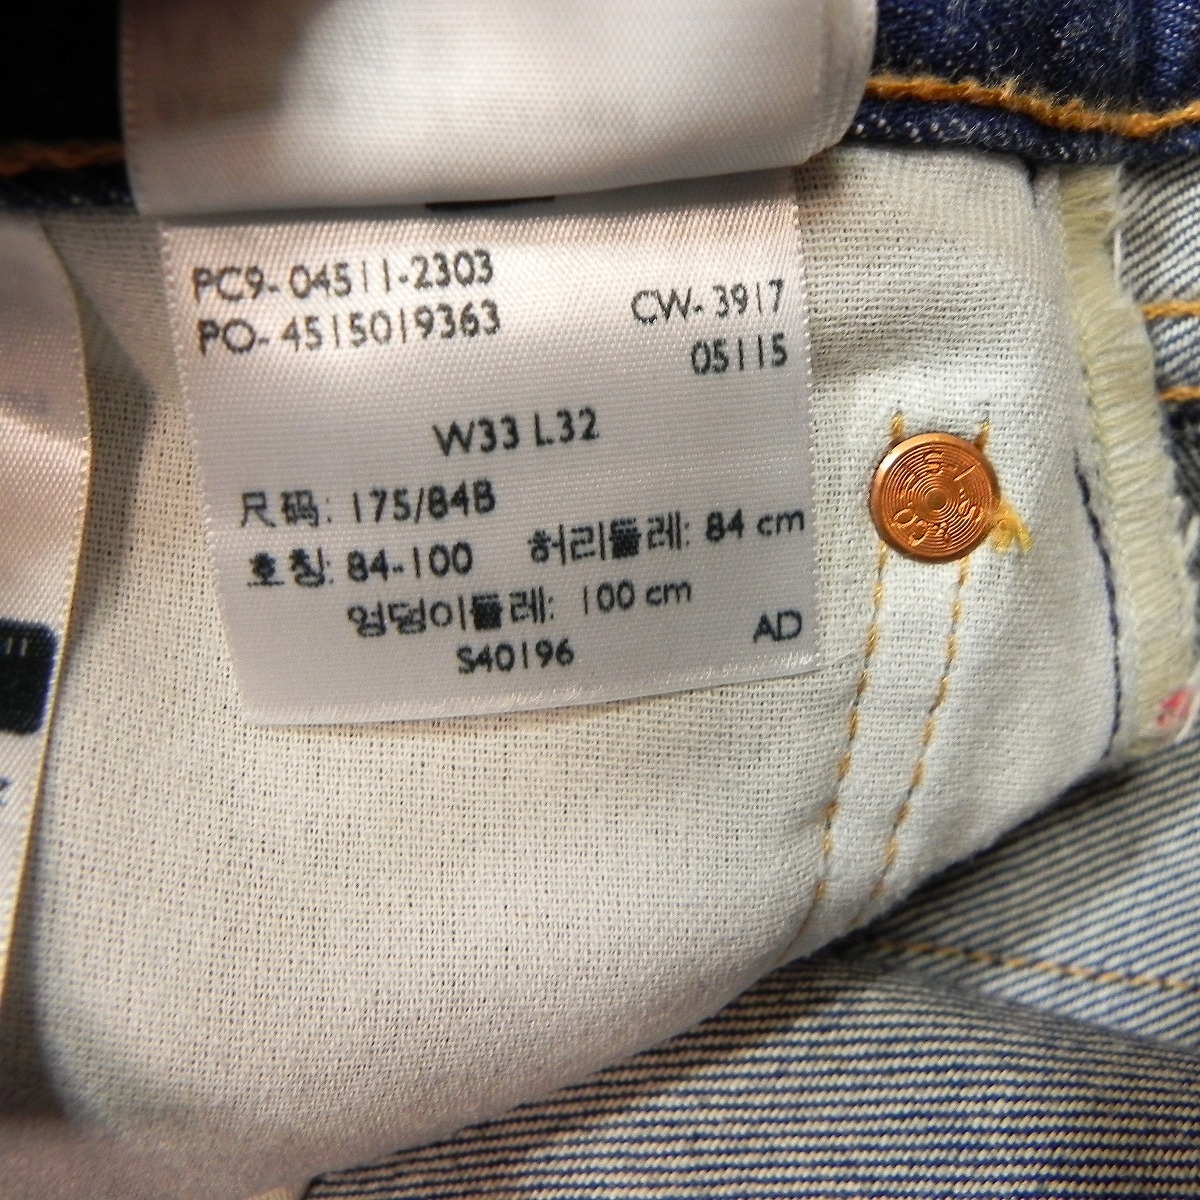 PC9-04511-2303
PO-4515019363
CW-3917
05115
W33 L32
尺码: 175/84B
호칭: 84-100 허리둘레: 84 cm
엉덩이둘레: 100 cm
S40196 AD